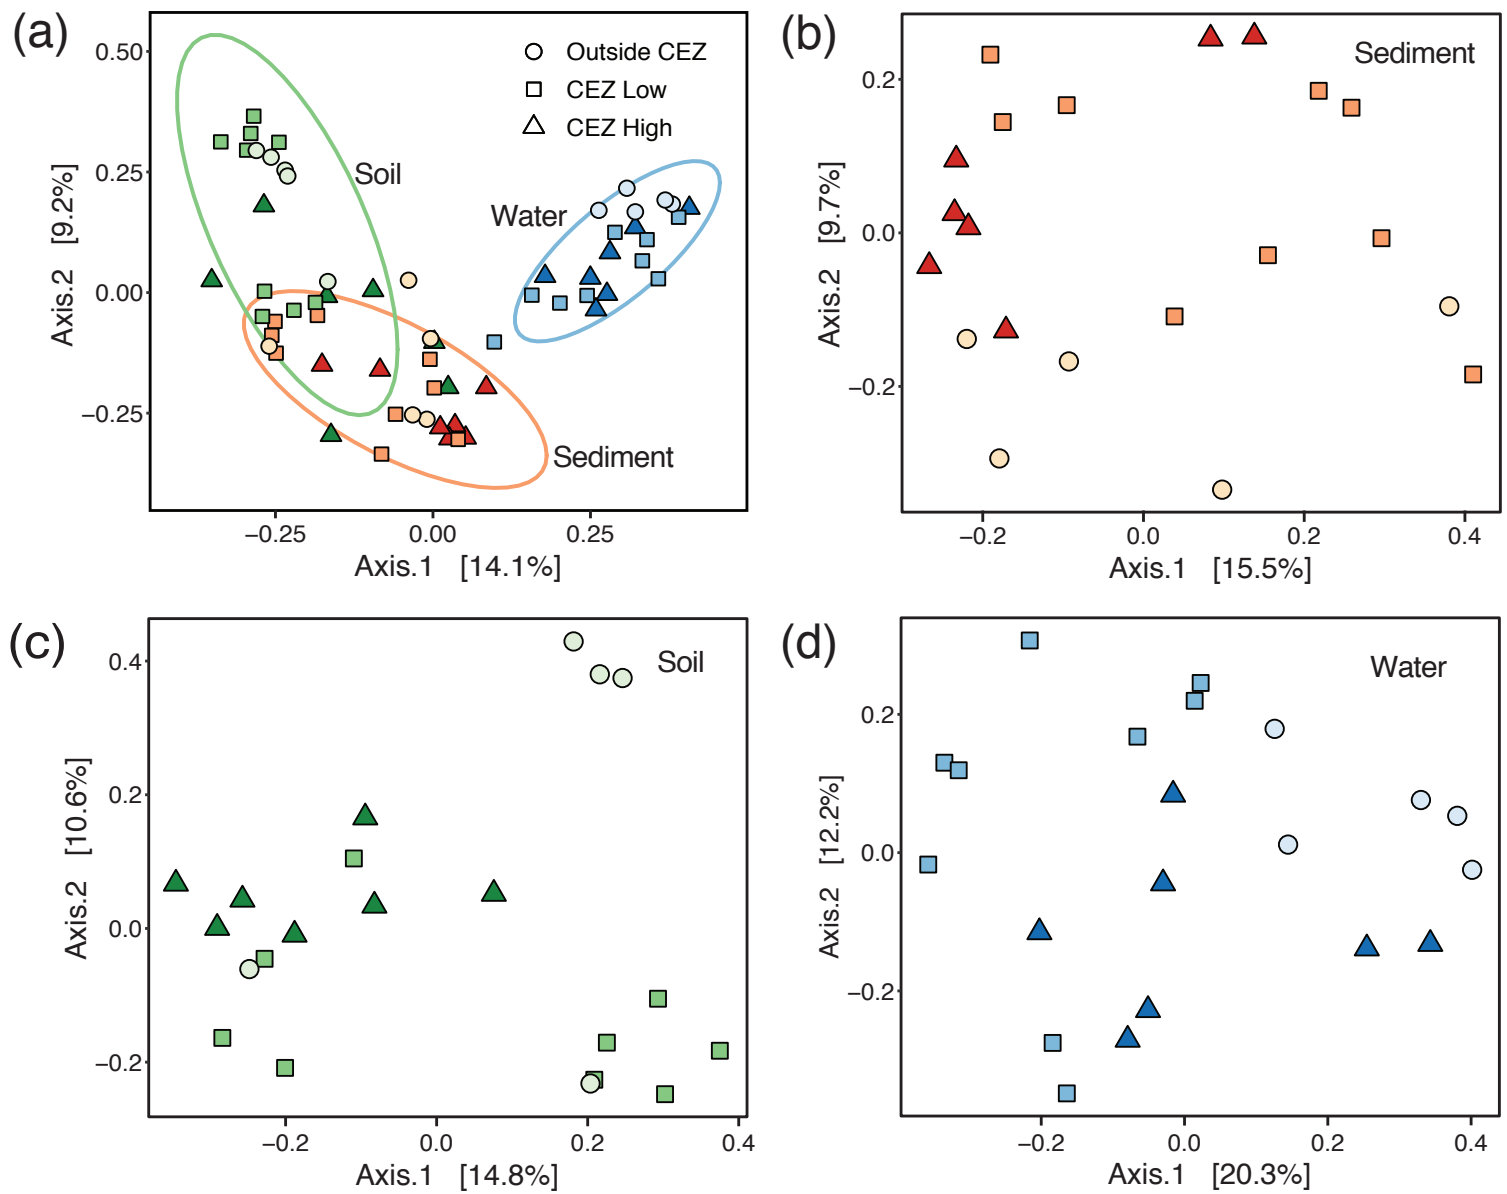 (a)
Outside CEZ
CEZ Low
CEZ High
Soil
Water
Sediment
0.50
0.25
0.00
−0.25
Axis.2 [9.2%]
−0.25
0.00
0.25
Axis.1 [14.1%]
(b)
Sediment
0.2
0.0
−0.2
Axis.2 [9.7%]
−0.2
0.0
0.2
0.4
Axis.1 [15.5%]
(c)
Soil
0.4
0.2
0.0
−0.2
Axis.2 [10.6%]
−0.2
0.0
0.2
0.4
Axis.1 [14.8%]
(d)
Water
0.2
0.0
−0.2
Axis.2 [12.2%]
−0.2
0.0
0.2
0.4
Axis.1 [20.3%]